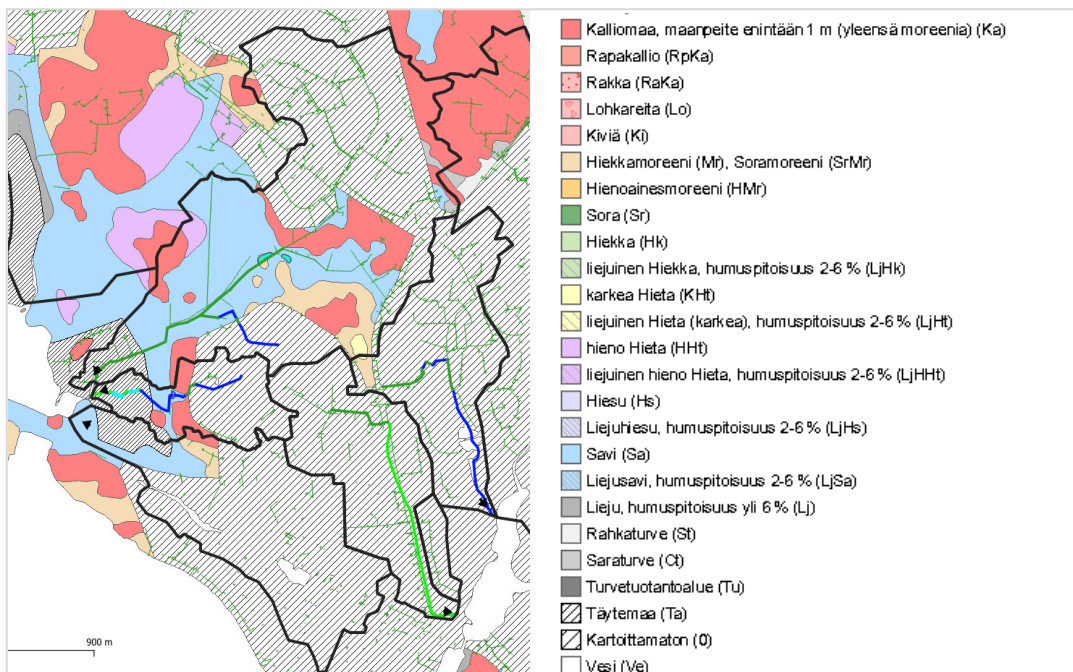 Kalliomaa, maanpeite enintään 1 m (yleensä moreenia) (Ka)
Rapakallio (RpKa)
Rakka (RaKa)
Lohkareita (Lo)
Kiviä (Ki)
Hiekkamoreeni (Mr), Soramoreeni (SrMr)
Hienoainesmoreeni (HMr)
Sora (Sr)
Hiekka (Hk)
liejuinen Hiekka, humuspitoisuus 2-6 % (LjHk)
karkea Hieta (KHt)
liejuinen Hieta (karkea), humuspitoisuus 2-6 % (LjHt)
hieno Hieta (HHt)
liejuinen hieno Hieta, humuspitoisuus 2-6 % (LjHHt)
Hiesu (Hs)
Liejuhiesu, humuspitoisuus 2-6 % (LjHs)
Savi (Sa)
Liejusavi, humuspitoisuus 2-6 % (LjSa)
Lieju, humuspitoisuus yli 6 % (Lj)
Rahkaturve (St)
Saraturve (Ct)
Turvetuotantoalue (Tu)
Täytemaa (Ta)
Kartoittamaton (0)
Vesi (Ve)
900 m